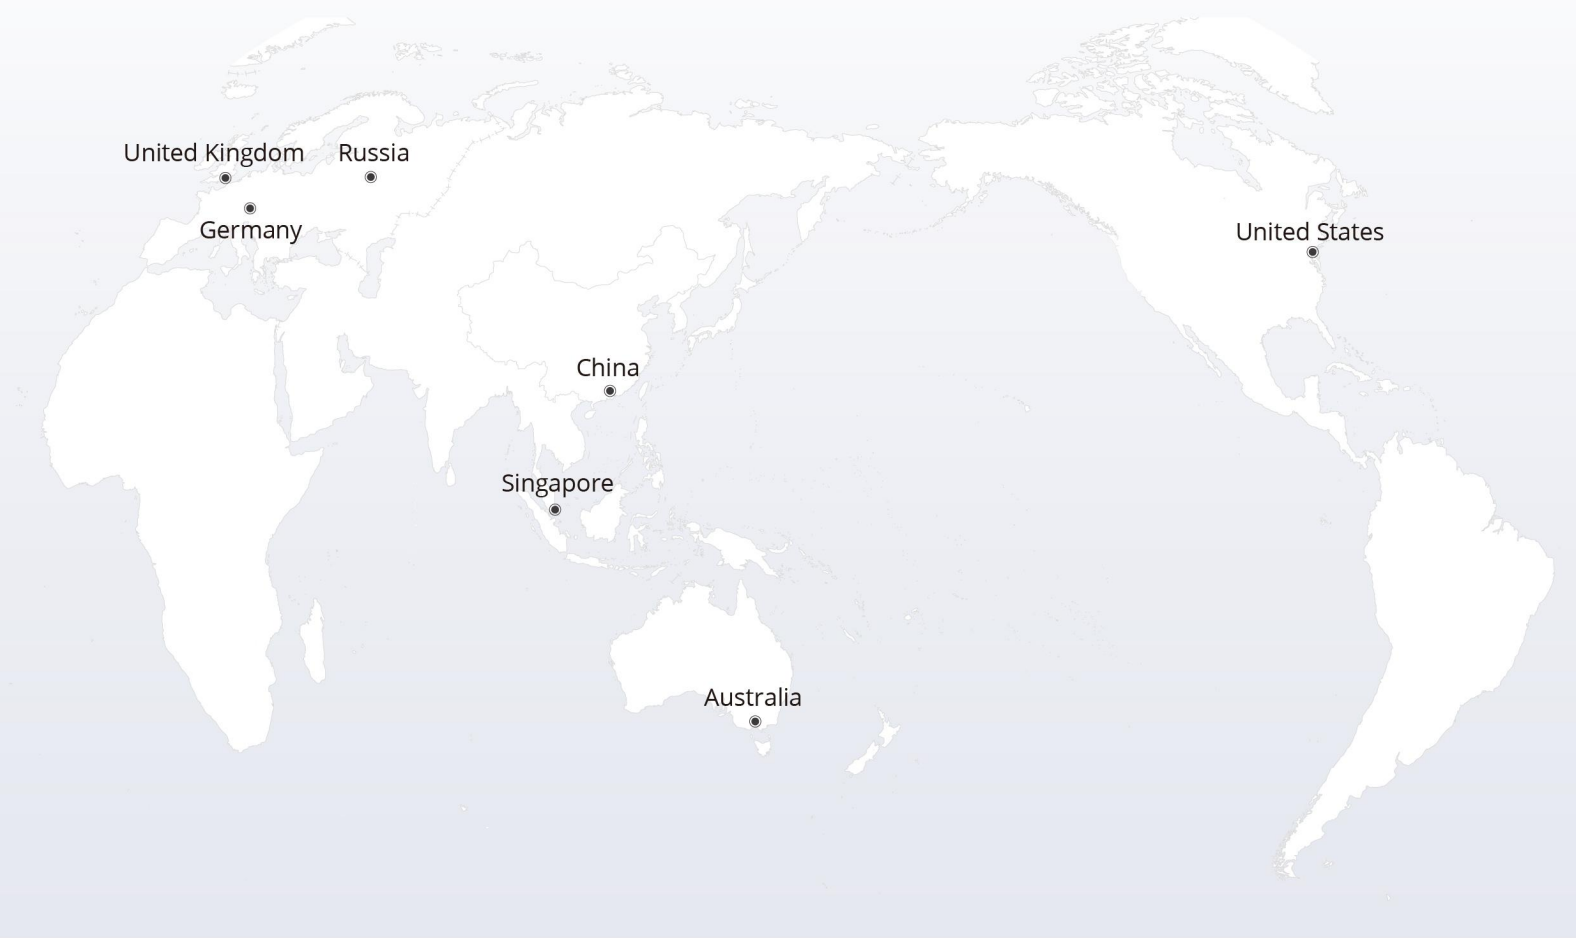 United Kingdom
Russia
Germany
United States
China
Singapore
Australia